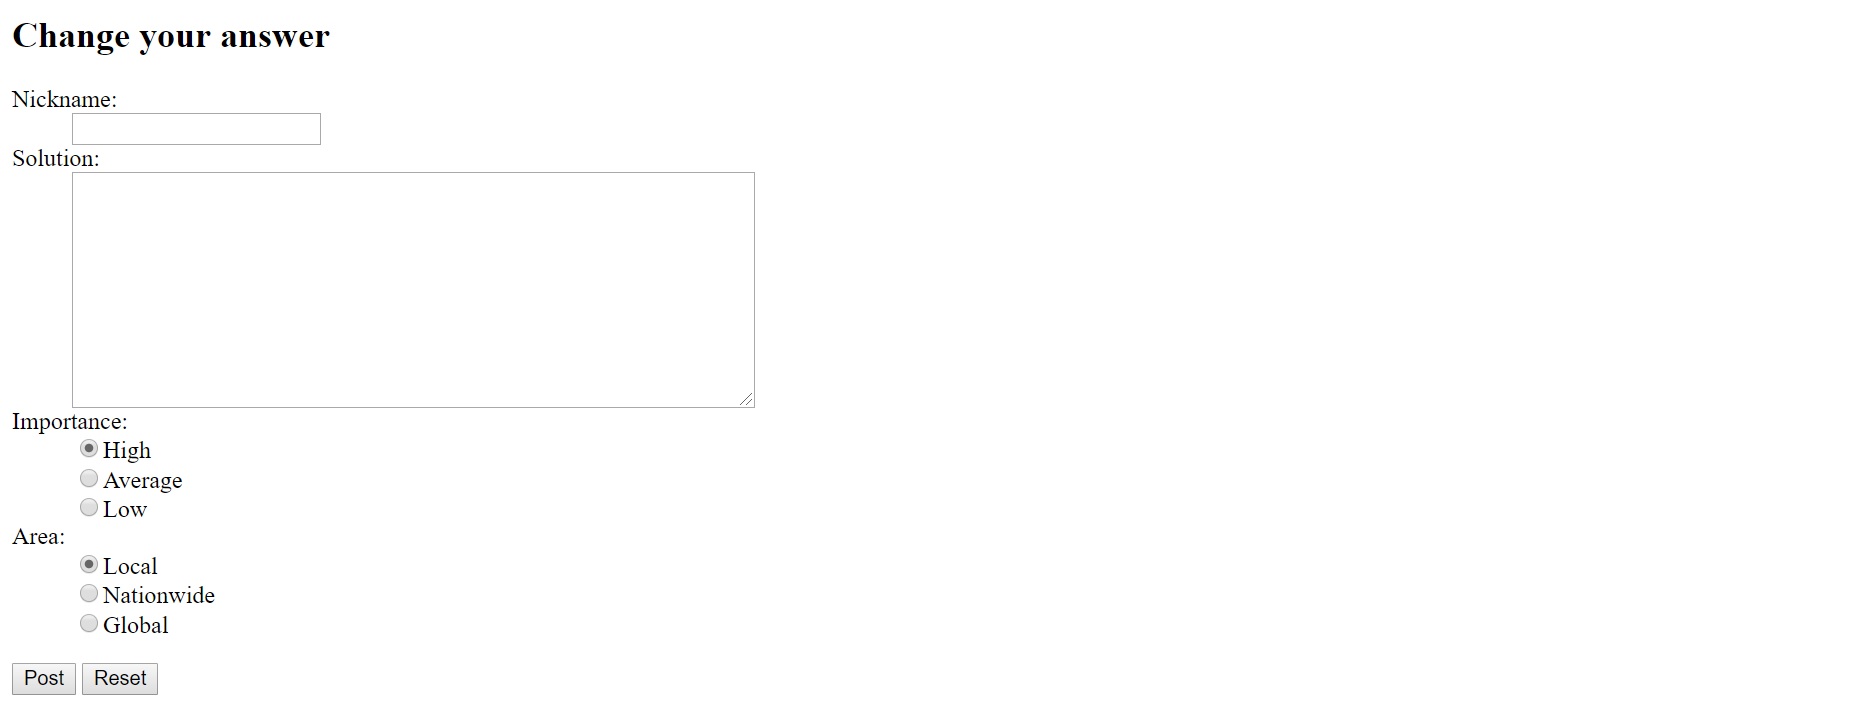 Change your answer
Nickname:
Solution:
Importance:
High
Average
Low
Area:
Local
Nationwide
Global
Post Reset